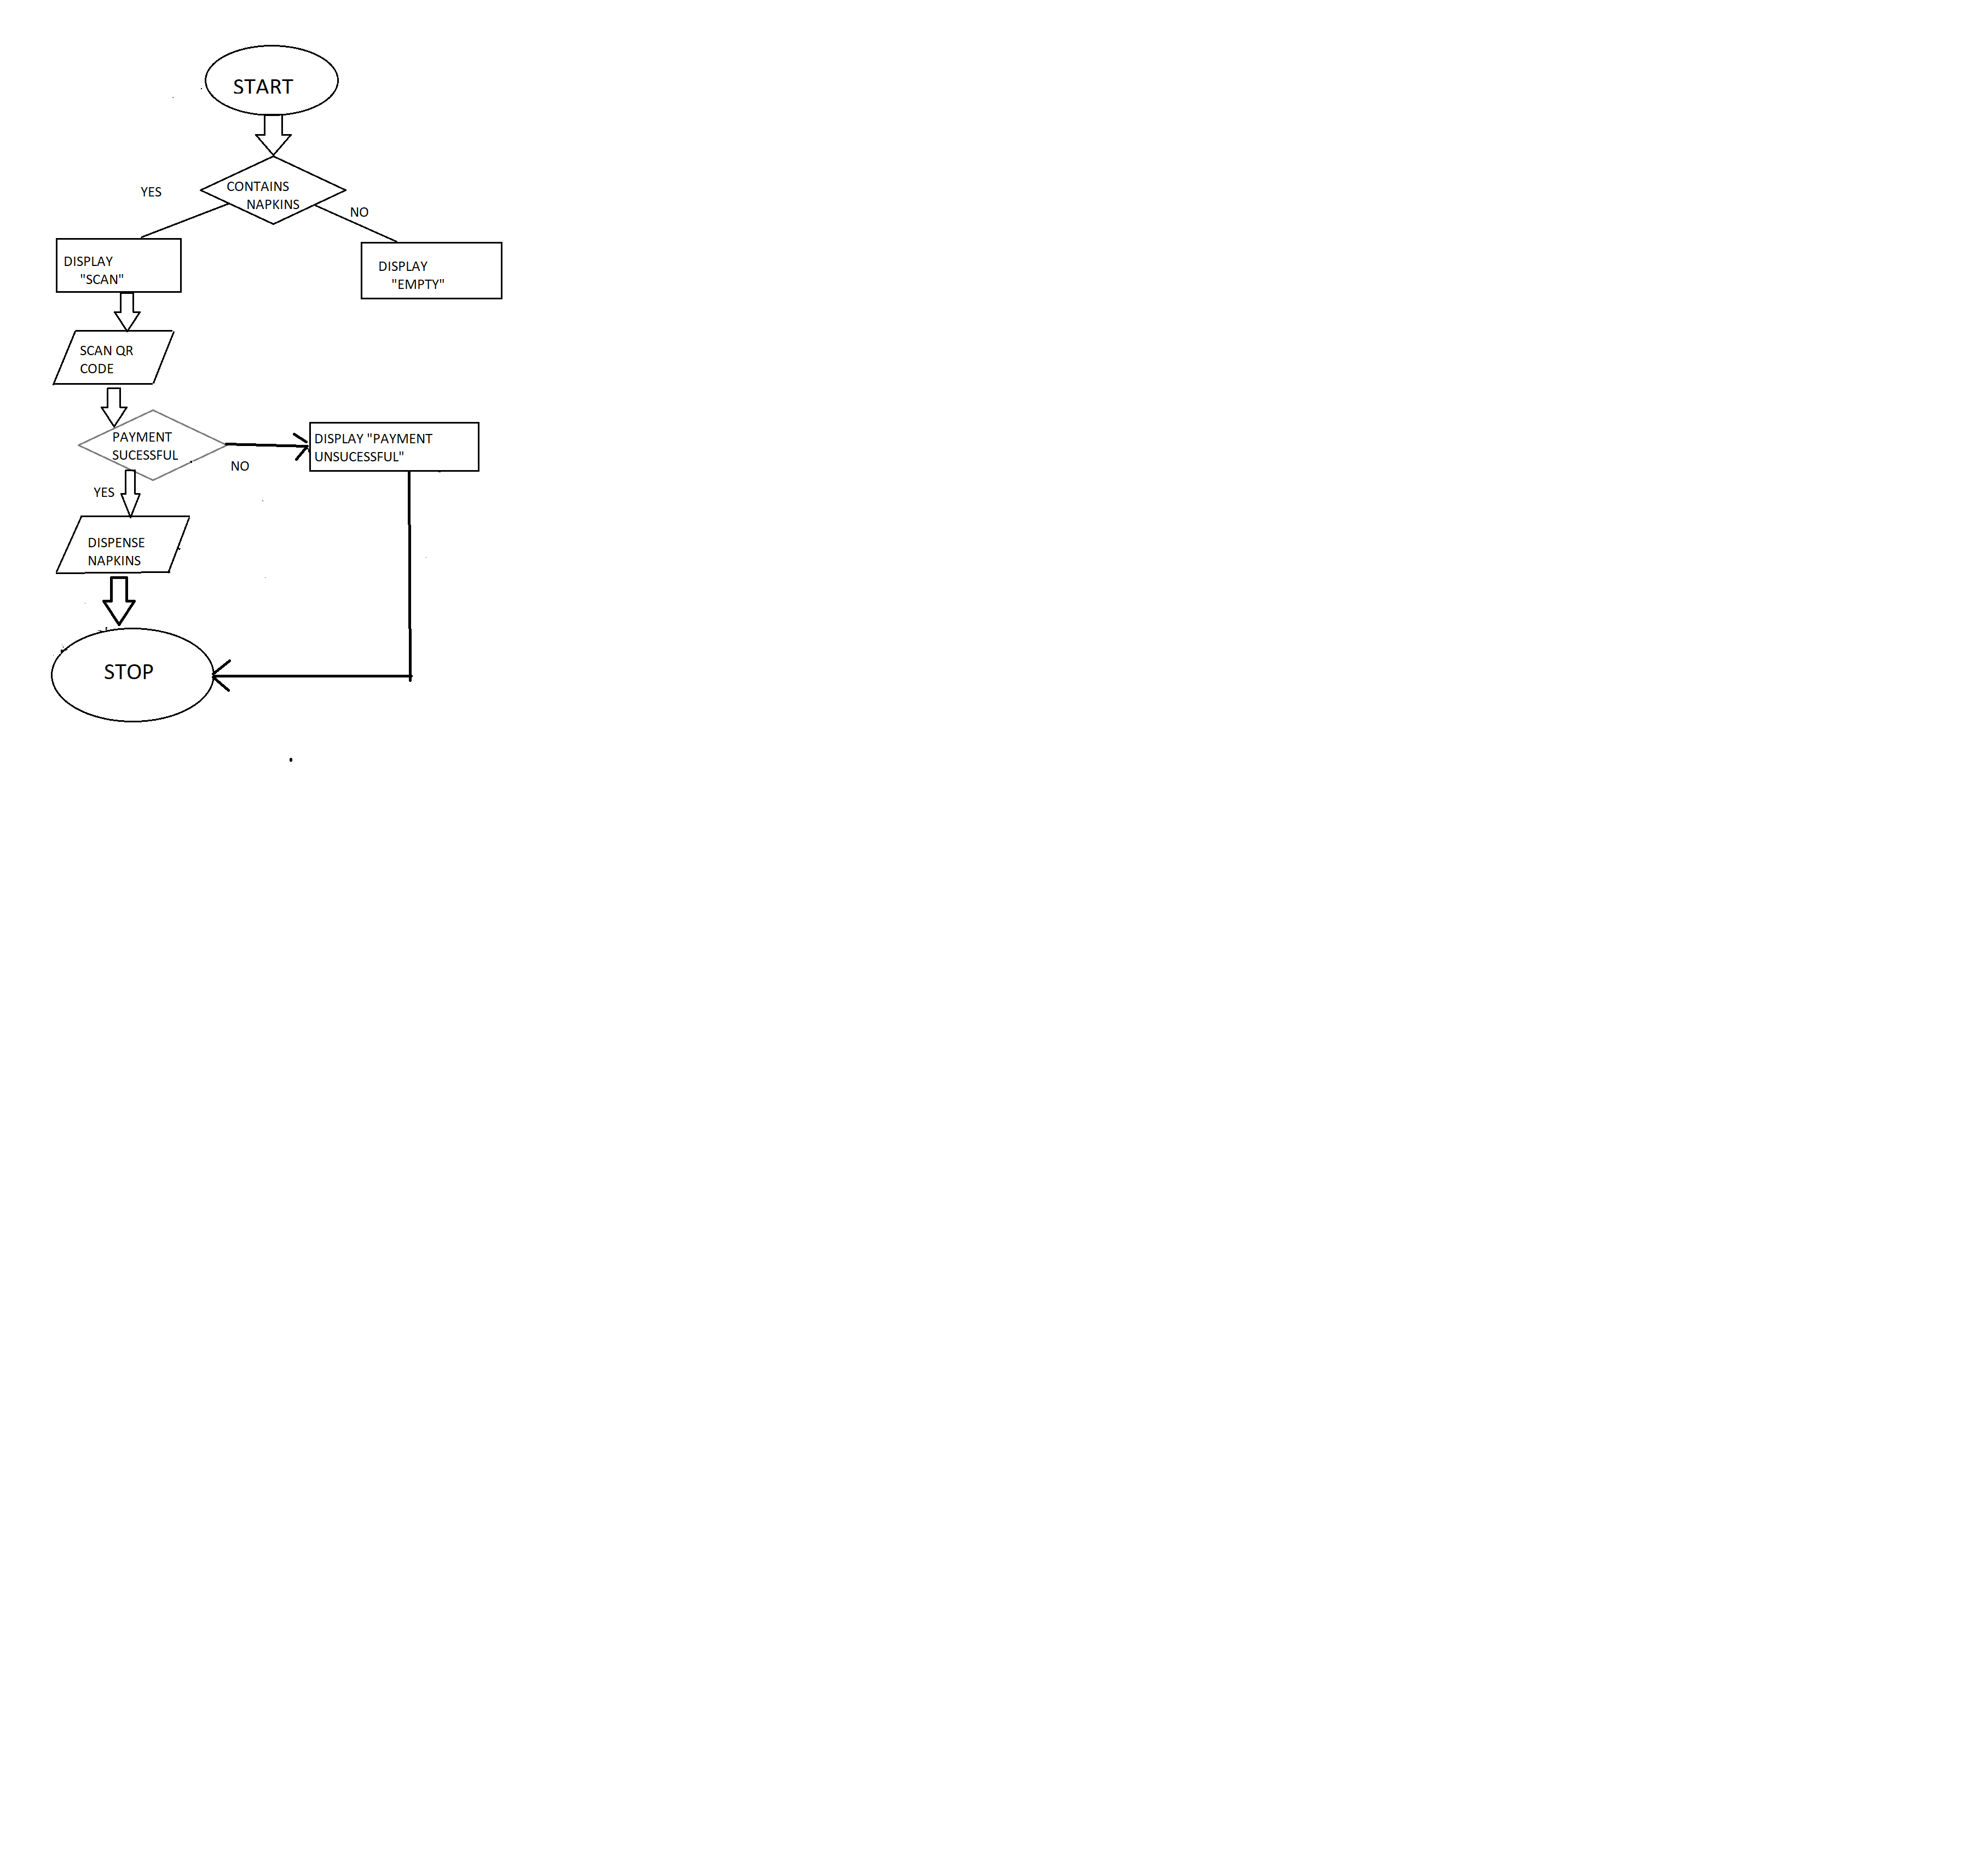 START
CONTAINS
NAPKINS
YES
NO
DISPLAY
"SCAN"
DISPLAY
"EMPTY"
SCAN QR
CODE
PAYMENT
SUCESSFUL
NO
DISPLAY "PAYMENT
UNSUCESSFUL"
YES
DISPENSE
NAPKINS
STOP